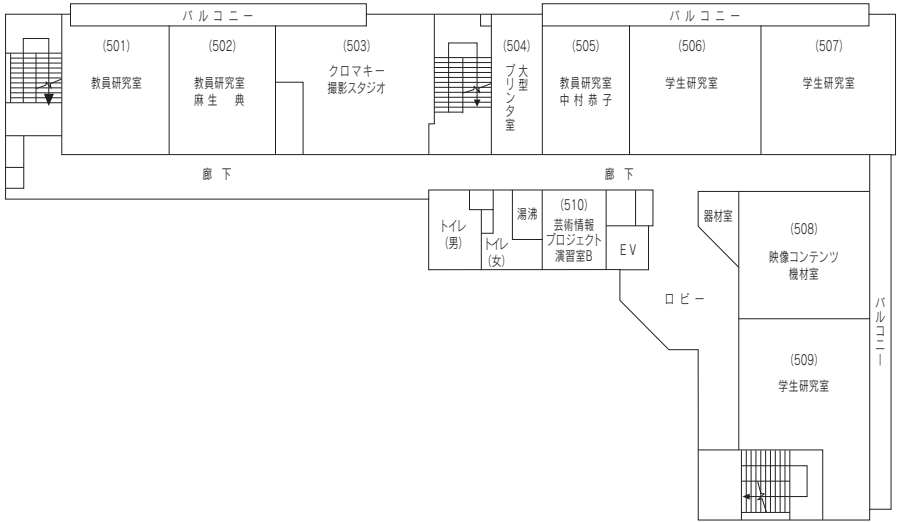 バルコニー
バルコニー
(501)
教員研究室
(502)
教員研究室
麻生 典
(503)
クロマキー
撮影スタジオ
(504)
大型
プリンタ室
(505)
教員研究室
中村恭子
(506)
学生研究室
(507)
学生研究室
廊下
廊下
トイレ
(男)
トイレ
(女)
湯沸
(510)
芸術情報
プロジェクト
演習室B
EV
器材室
(508)
映像コンテンツ
機材室
ロビー
バルコニー
(509)
学生研究室